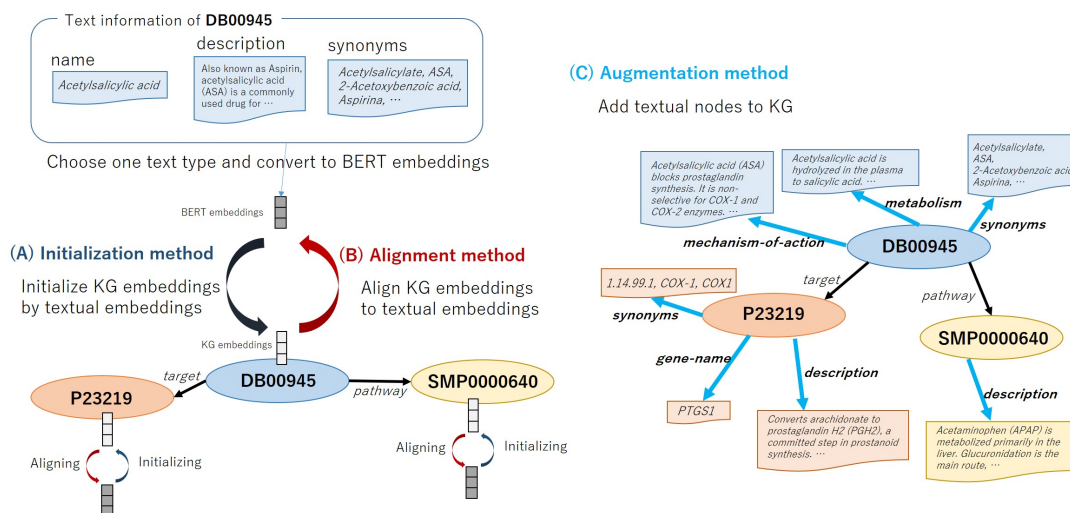 Text information of DB00945
name
Acetylsalicylic acid
description
Also known as Aspirin,
acetylsalicylic acid
(ASA) is a commonly
used drug for ···
synonyms
Acetylsalicylate, ASA,
2-Acetoxybenzoic acid,
Aspirina, ···
Choose one text type and convert to BERT embeddings
BERT embeddings
(A) Initialization method
Initialize KG embeddings
by textual embeddings
(B) Alignment method
Align KG embeddings
to textual embeddings
KG embeddings
DB00945
target
pathway
P23219
SMP0000640
Aligning
Initializing
Aligning
Initializing
(C) Augmentation method
Add textual nodes to KG
Acetylsalicylic acid (ASA)
blocks prostaglandin
synthesis. It is non-
selective for COX-1 and
COX-2 enzymes. ···
Acetylsalicylic acid is
hydrolyzed in the plasma
to salicylic acid. ···
Acetylsalicylate,
ASA,
2-Acetoxybenzoic acid
Aspirina, ···
metabolism
synonyms
mechanism-of-action
DB00945
target
pathway
1.14.99.1, COX-1, COX1
synonyms
P23219
SMP0000640
gene-name
description
description
PTGS1
Converts arachidonate to
prostaglandin H2 (PGH2), a
committed step in prostanoid
synthesis. ···
Acetaminophen (APAP) is
metabolized primarily in the
liver. Glucuronidation is the
main route, ···